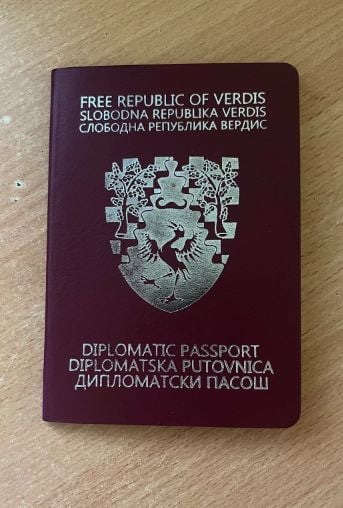 FREE REPUBLIC OF VERDIS
SLOBODNA REPUBLIKA VERDIS
СЛОБОДНА РЕПУБЛИКА ВЕРДИС
DIPLOMATIC PASSPORT
DIPLOMATSKA PUTOVNICA
ДИПЛОМАТСКИ ПАСОШ